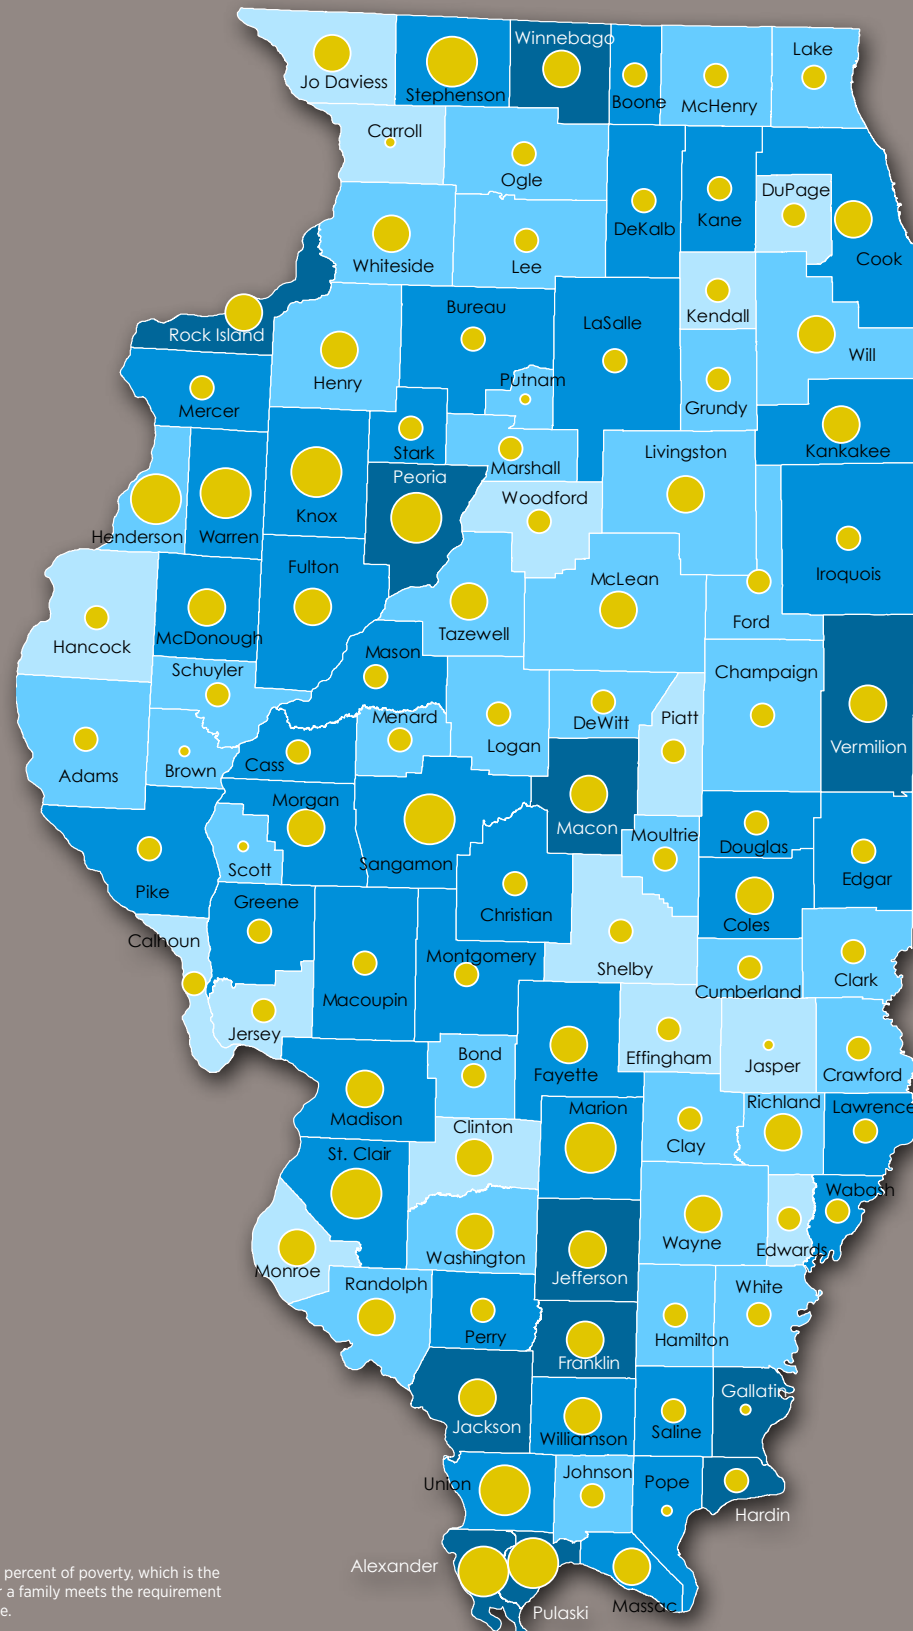 Winnebago
Lake
Jo Daviess
Stephenson
Boone
McHenry
Carroll
Ogle
DuPage
DeKalb
Kane
Cook
Whiteside
Lee
Bureau
Kendall
LaSalle
Rock Island
Will
Henry
Putnam
Mercer
Grundy
Stark
Kankakee
Livingston
Marshall
Peoria
Woodford
Knox
Henderson
Warren
Fulton
Iroquois
McLean
Ford
Tazewell
McDonough
Hancock
Mason
Schuyler
Champaign
Menard
Piatt
DeWitt
Logan
Vermilion
Cass
Brown
Adams
Morgan
Macon
Moultrie
Douglas
Sangamon
Scott
Edgar
Pike
Greene
Christian
Coles
Calhoun
Montgomery
Shelby
Clark
Cumberland
Macoupin
Jersey
Bond
Effingham
Jasper
Fayette
Crawford
Richland
Marion
Lawrence
Madison
Clinton
Clay
St. Clair
Wabash
Wayne
Edwards
Washington
Monroe
Jefferson
Randolph
White
Perry
Hamilton
Franklin
Gallatin
Jackson
Saline
Williamson
Johnson
Pope
Union
Hardin
Alexander
percent of poverty, which is the
r a family meets the requirement
e.
Massac
Pulaski